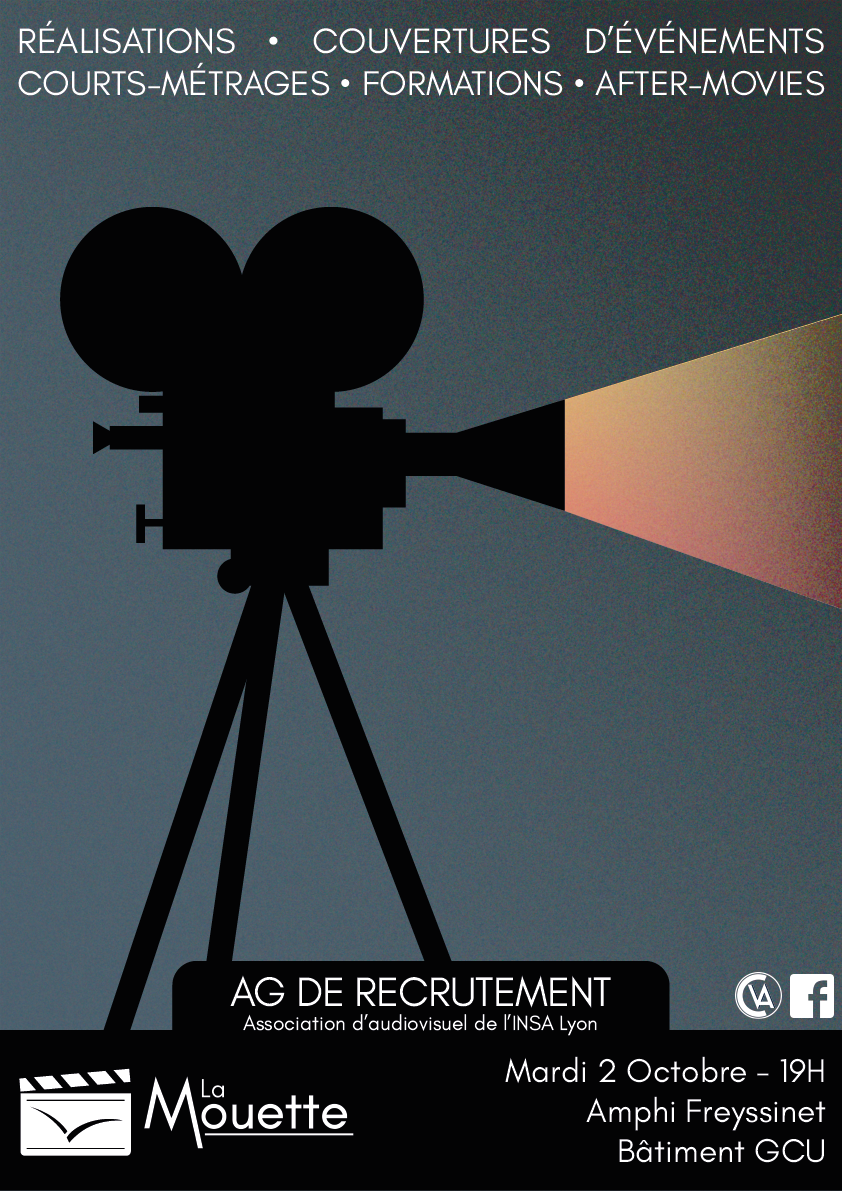 RÉALISATIONS • COUVERTURES D'ÉVÉNEMENTS
COURTS-MÉTRAGES • FORMATIONS • AFTER-MOVIES
AG DE RECRUTEMENT
Association d'audiovisuel de l'INSA Lyon
CVA f
La
Mouette
Mardi 2 Octobre - 19H
Amphi Freyssinet
Bâtiment GCU